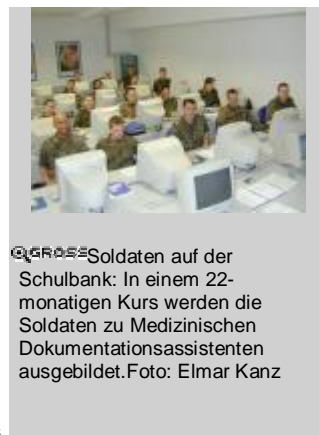 GROSS Soldaten auf der
Schulbank: In einem 22-
monatigen Kurs werden die
Soldaten zu Medizinischen
Dokumentationsassistenten
ausgebildet.Foto: Elmar Kanz